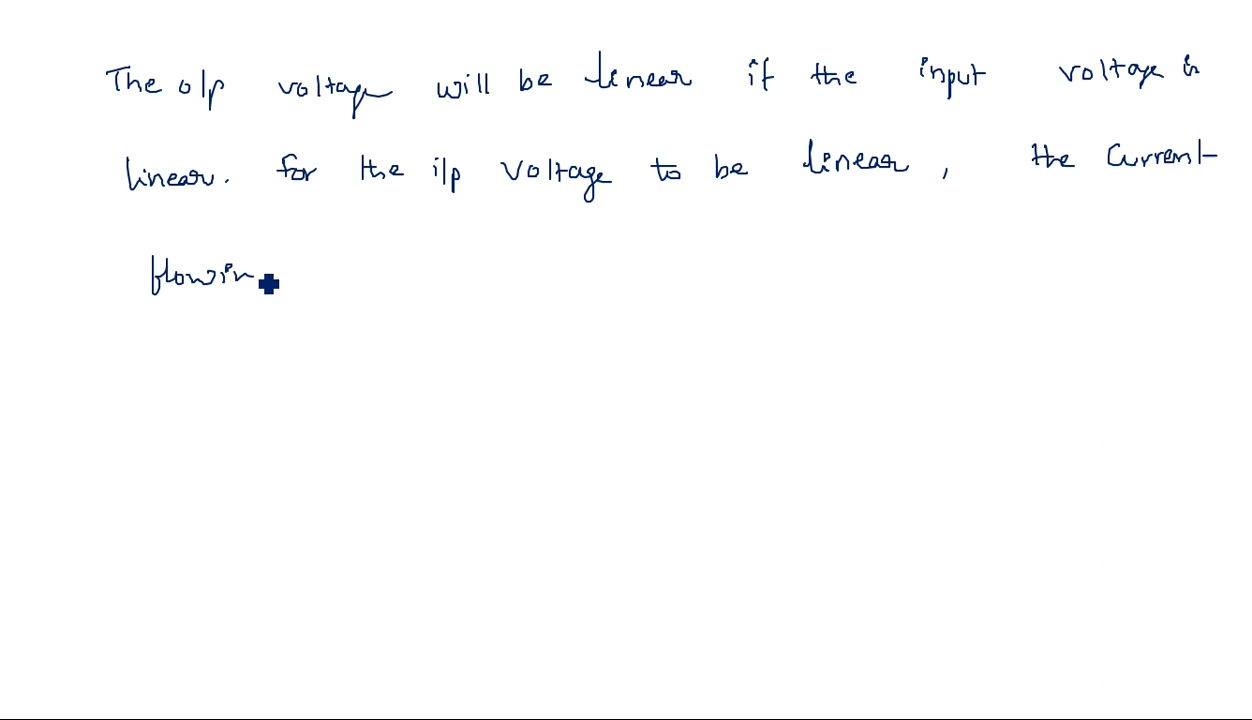 The o/p voltage will be linear if the input voltage is
linear. for the i/p voltage to be linear, the current
flowin